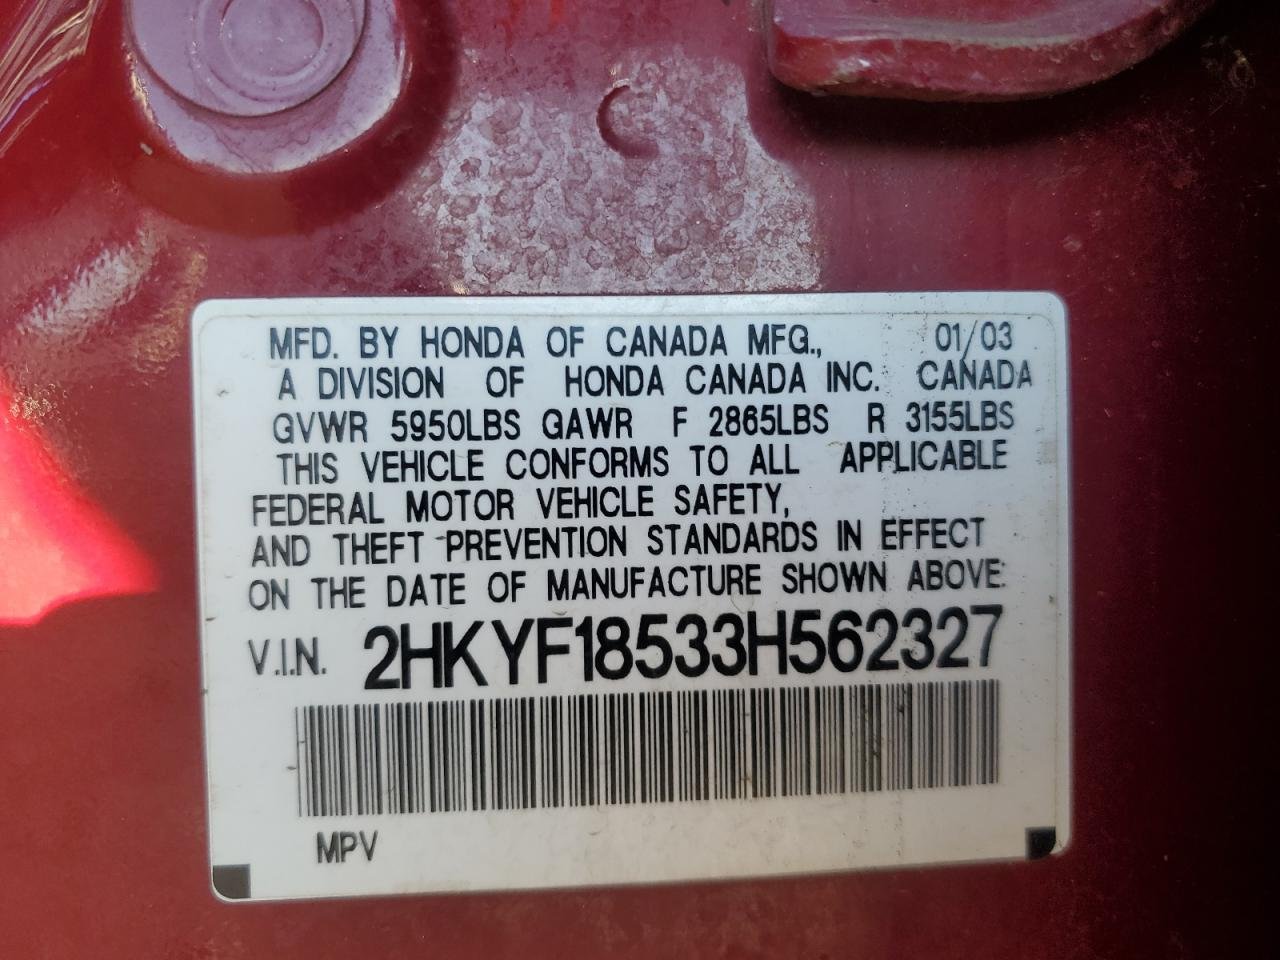 MFD. BY HONDA OF CANADA MFG., 01/03
A DIVISION OF HONDA CANADA INC. CANADA
GVWR 5950LBS GAWR F 2865LBS R 3155LBS
THIS VEHICLE CONFORMS TO ALL APPLICABLE
FEDERAL MOTOR VEHICLE SAFETY,
AND THEFT PREVENTION STANDARDS IN EFFECT
ON THE DATE OF MANUFACTURE SHOWN ABOVE.
V.I.N. 2HKYF18533H562327
MPV